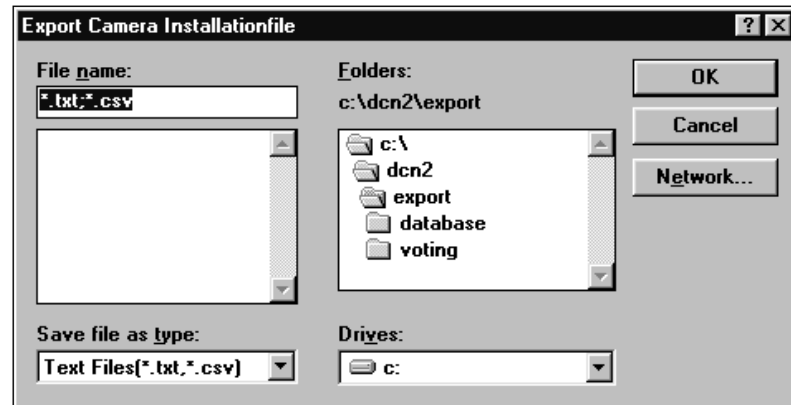 Export Camera Installationfile
? ×
File name:
*.txt;*.csv
Folders:
c:\dcn2\export
c:\
dcn2
export
database
voting
OK
Cancel
Network...
Save file as type:
Text Files(*.txt,*.csv)
Drives:
c: